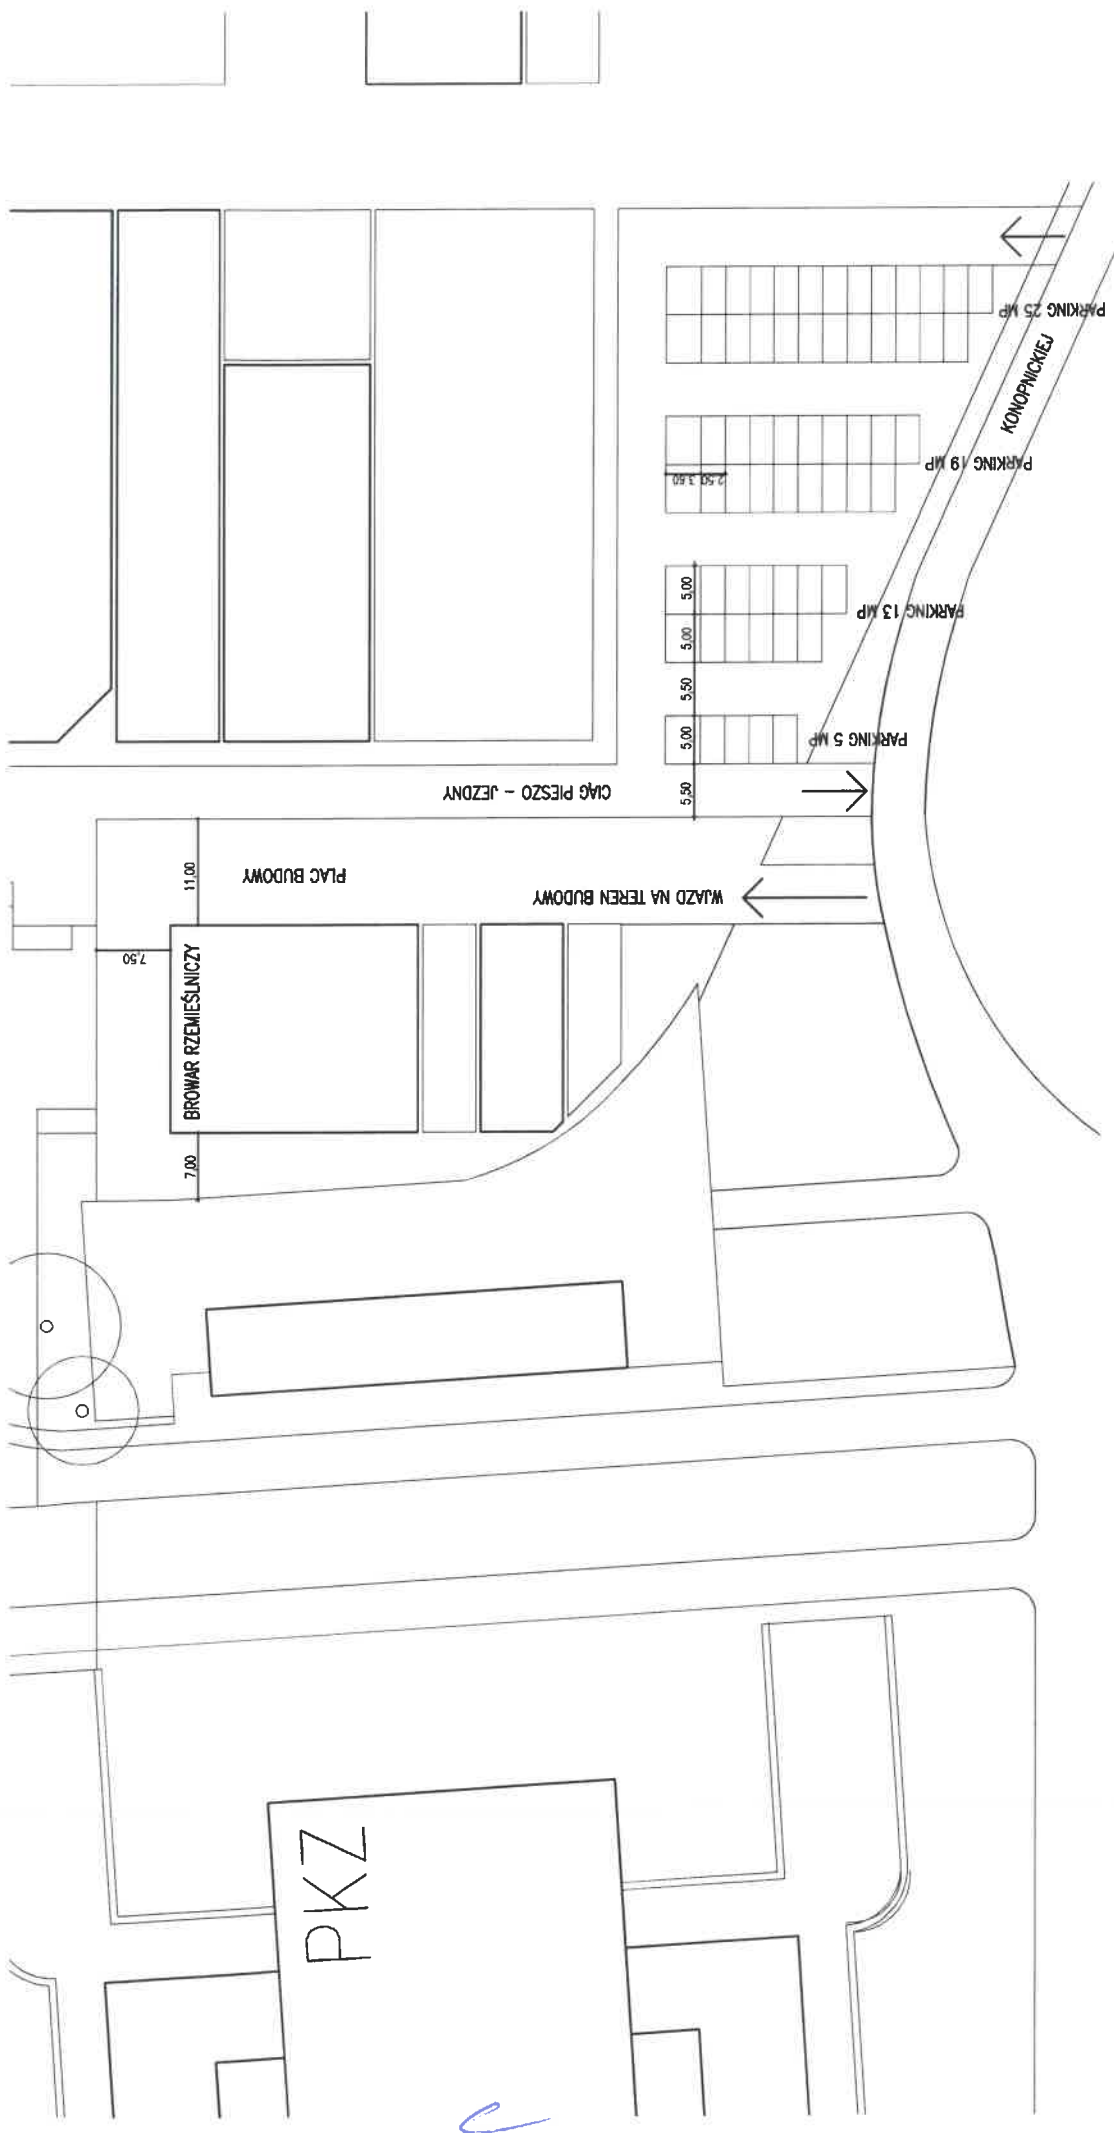 PARKING 25 MP
KONOPNICKIEJ
PARKING 19 MP
2.50
3.60
PARKING 13 MP
5,00
5,00
5,50
5,00
5,50
PARKING 5 MP
CIĄG PIESZO - JEZDNY
PLAC BUDOWY
11,00
WJAZD NA TEREN BUDOWY
7,50
BROWAR RZEMIEŚLNICZY
7,00
PKZ